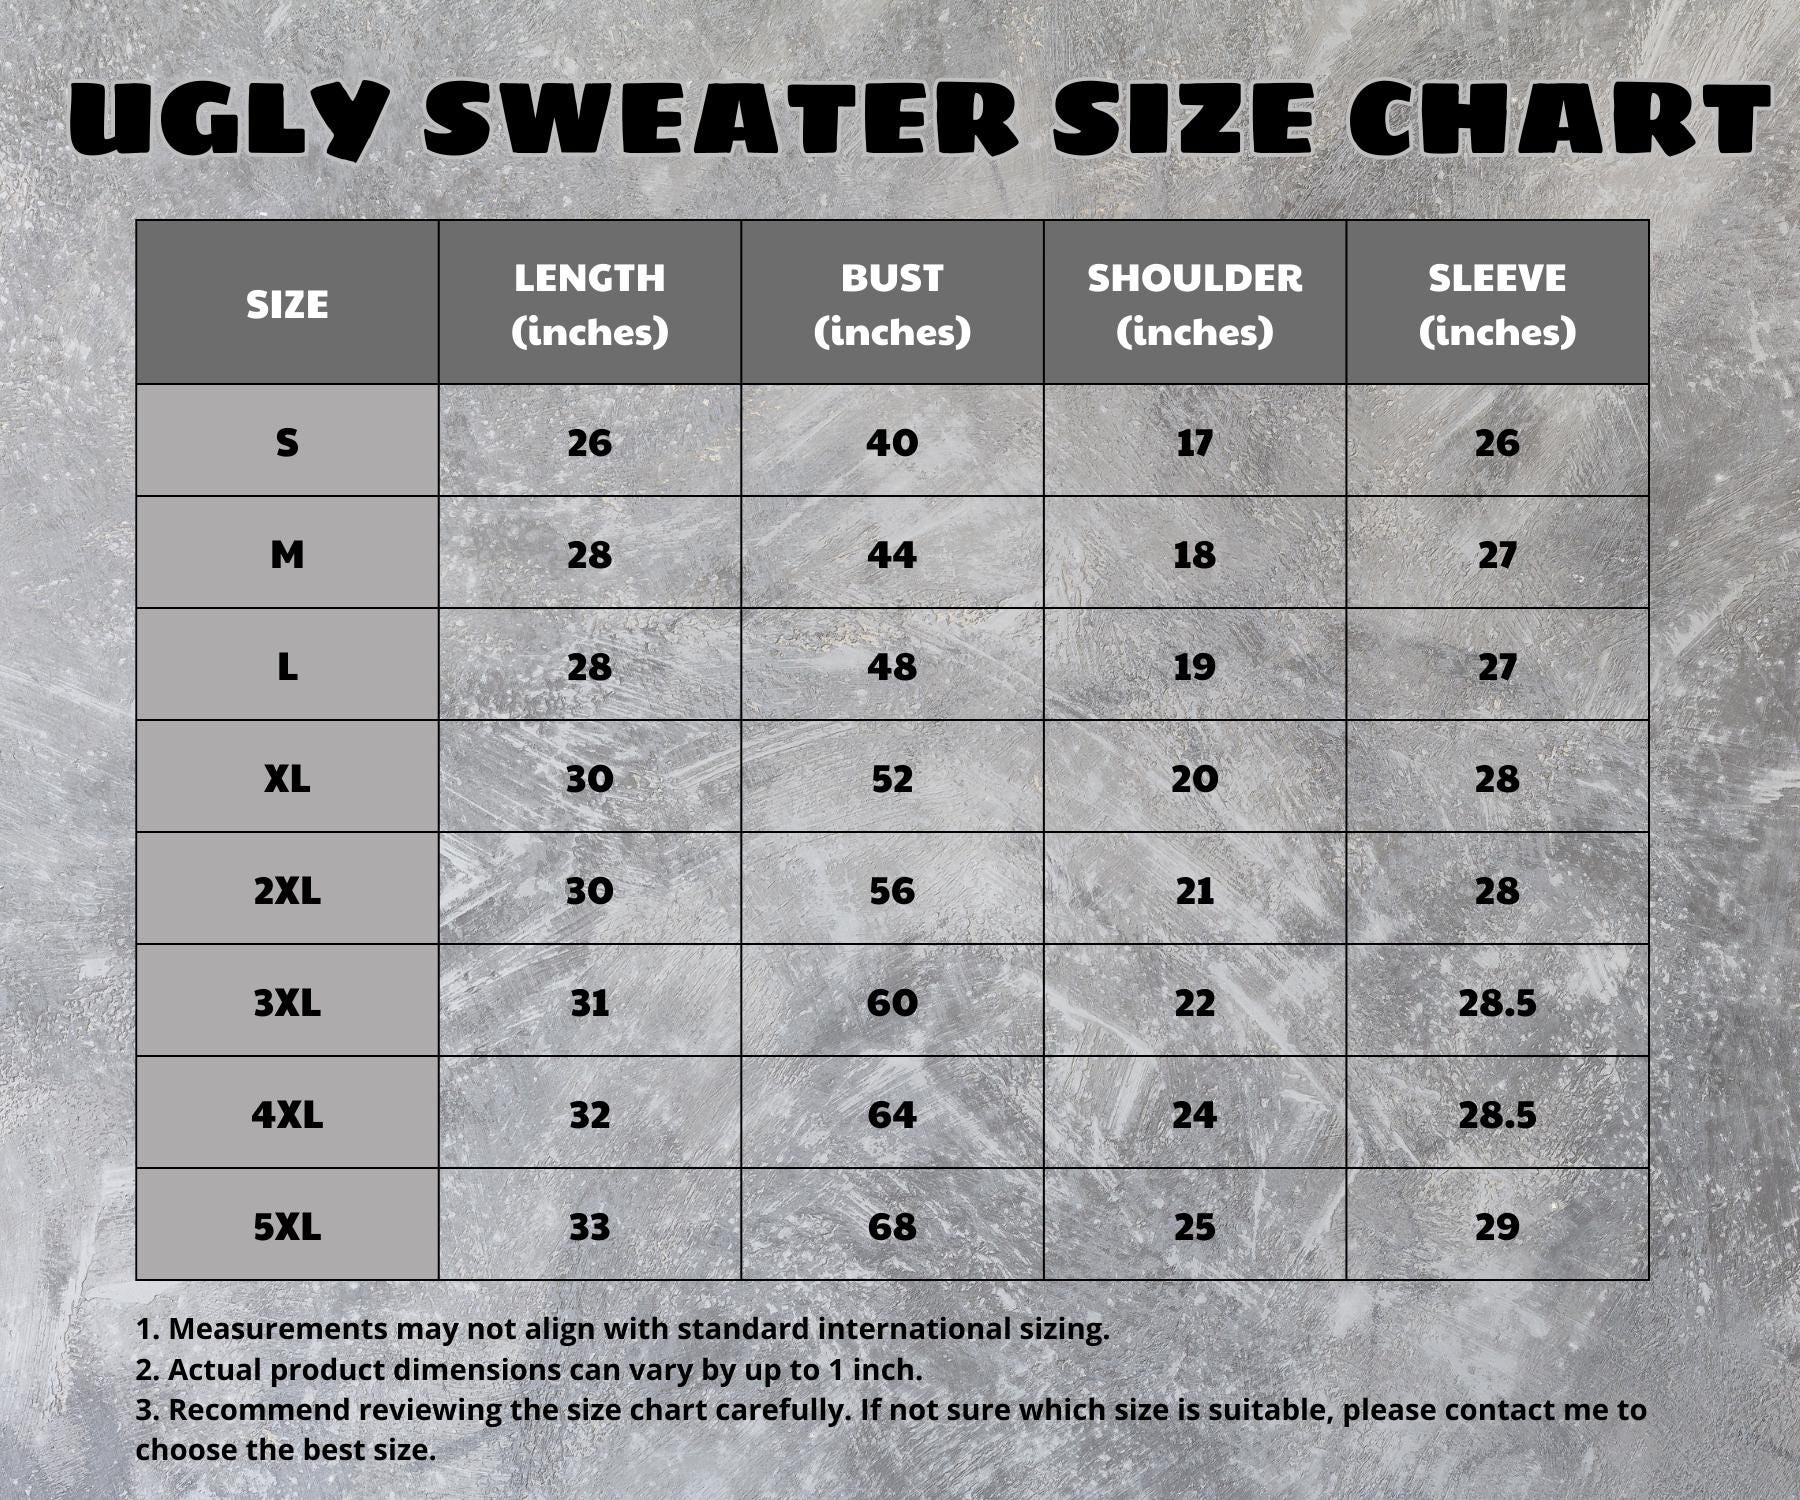 UGLY SWEATER SIZE CHART
SIZE LENGTH (inches) BUST (inches) SHOULDER (inches) SLEEVE (inches)
S 26 40 17 26
M 28 44 18 27
L 28 48 19 27
XL 30 52 20 28
2XL 30 56 21 28
3XL 31 60 22 28.5
4XL 32 64 24 28.5
5XL 33 68 25 29
1. Measurements may not align with standard international sizing.
2. Actual product dimensions can vary by up to 1 inch.
3. Recommend reviewing the size chart carefully. If not sure which size is suitable, please contact me to
choose the best size.